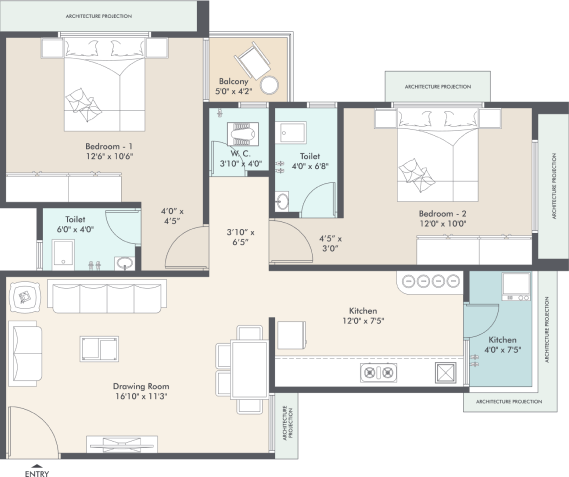 ARCHITECTURE PROJECTION
Balcony
5'0" x 4'2"
ARCHITECTURE PROJECTION
Bedroom - 1
12'6" x 10'6"
W. C.
3'10" x 4'0"
Toilet
4'0" x 6'8"
ARCHITECTURE PROJECTION
Toilet
6'0" x 4'0"
4'0" x
4'5"
3'10" x
6'5"
4'5" x
3'0"
Bedroom - 2
12'0" x 10'0"
Kitchen
12'0" x 7'5"
Kitchen
4'0" x 7'5"
ARCHITECTURE PROJECTION
Drawing Room
16'10" x 11'3"
ARCHITECTURE
PROJECTION
ARCHITECTURE PROJECTION
ENTRY